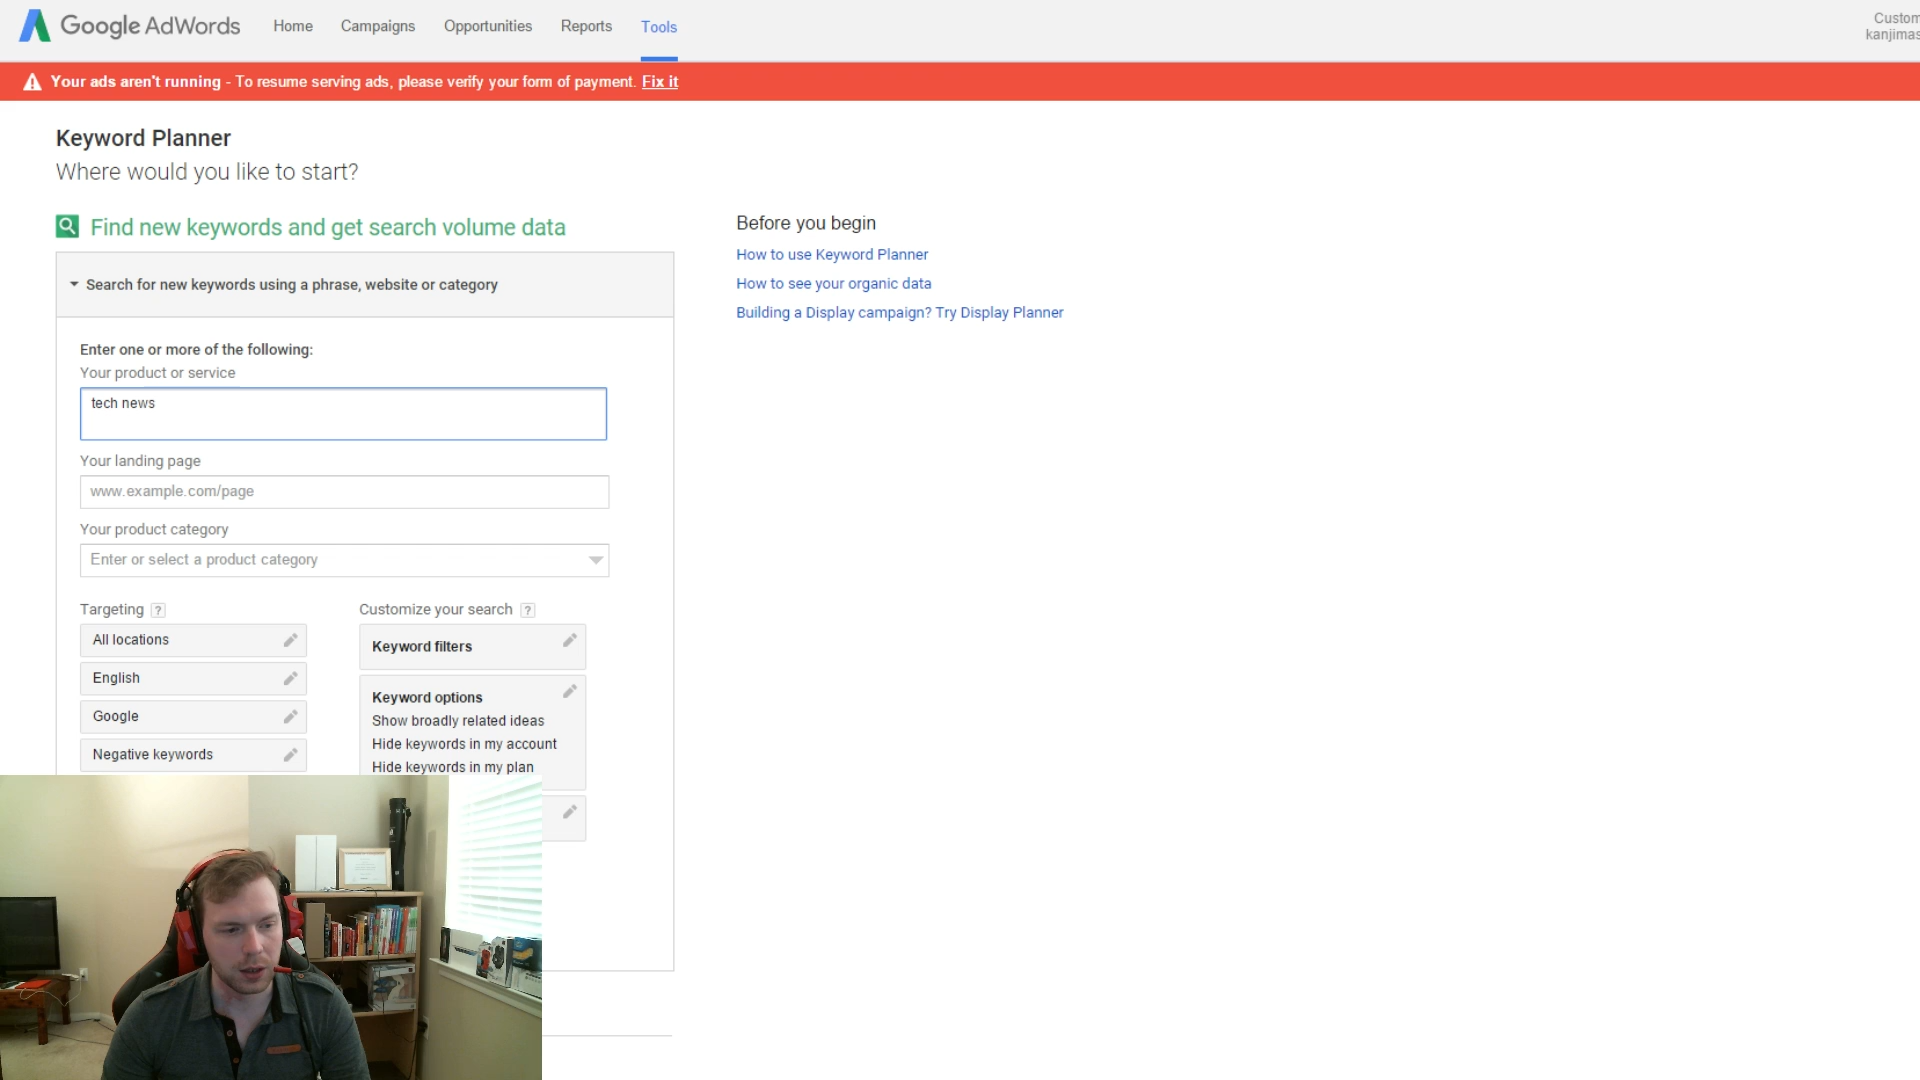 Google AdWords
Home Campaigns Opportunities Reports Tools
Custom
kanjimas
Your ads aren't running - To resume serving ads, please verify your form of payment. Fix it
Keyword Planner
Where would you like to start?
Find new keywords and get search volume data
Search for new keywords using a phrase, website or category
Enter one or more of the following:
Your product or service
tech news
Your landing page
www.example.com/page
Your product category
Enter or select a product category
Targeting ?
All locations
English
Google
Negative keywords
Customize your search ?
Keyword filters
Keyword options
Show broadly related ideas
Hide keywords in my account
Hide keywords in my plan
Before you begin
How to use Keyword Planner
How to see your organic data
Building a Display campaign? Try Display Planner